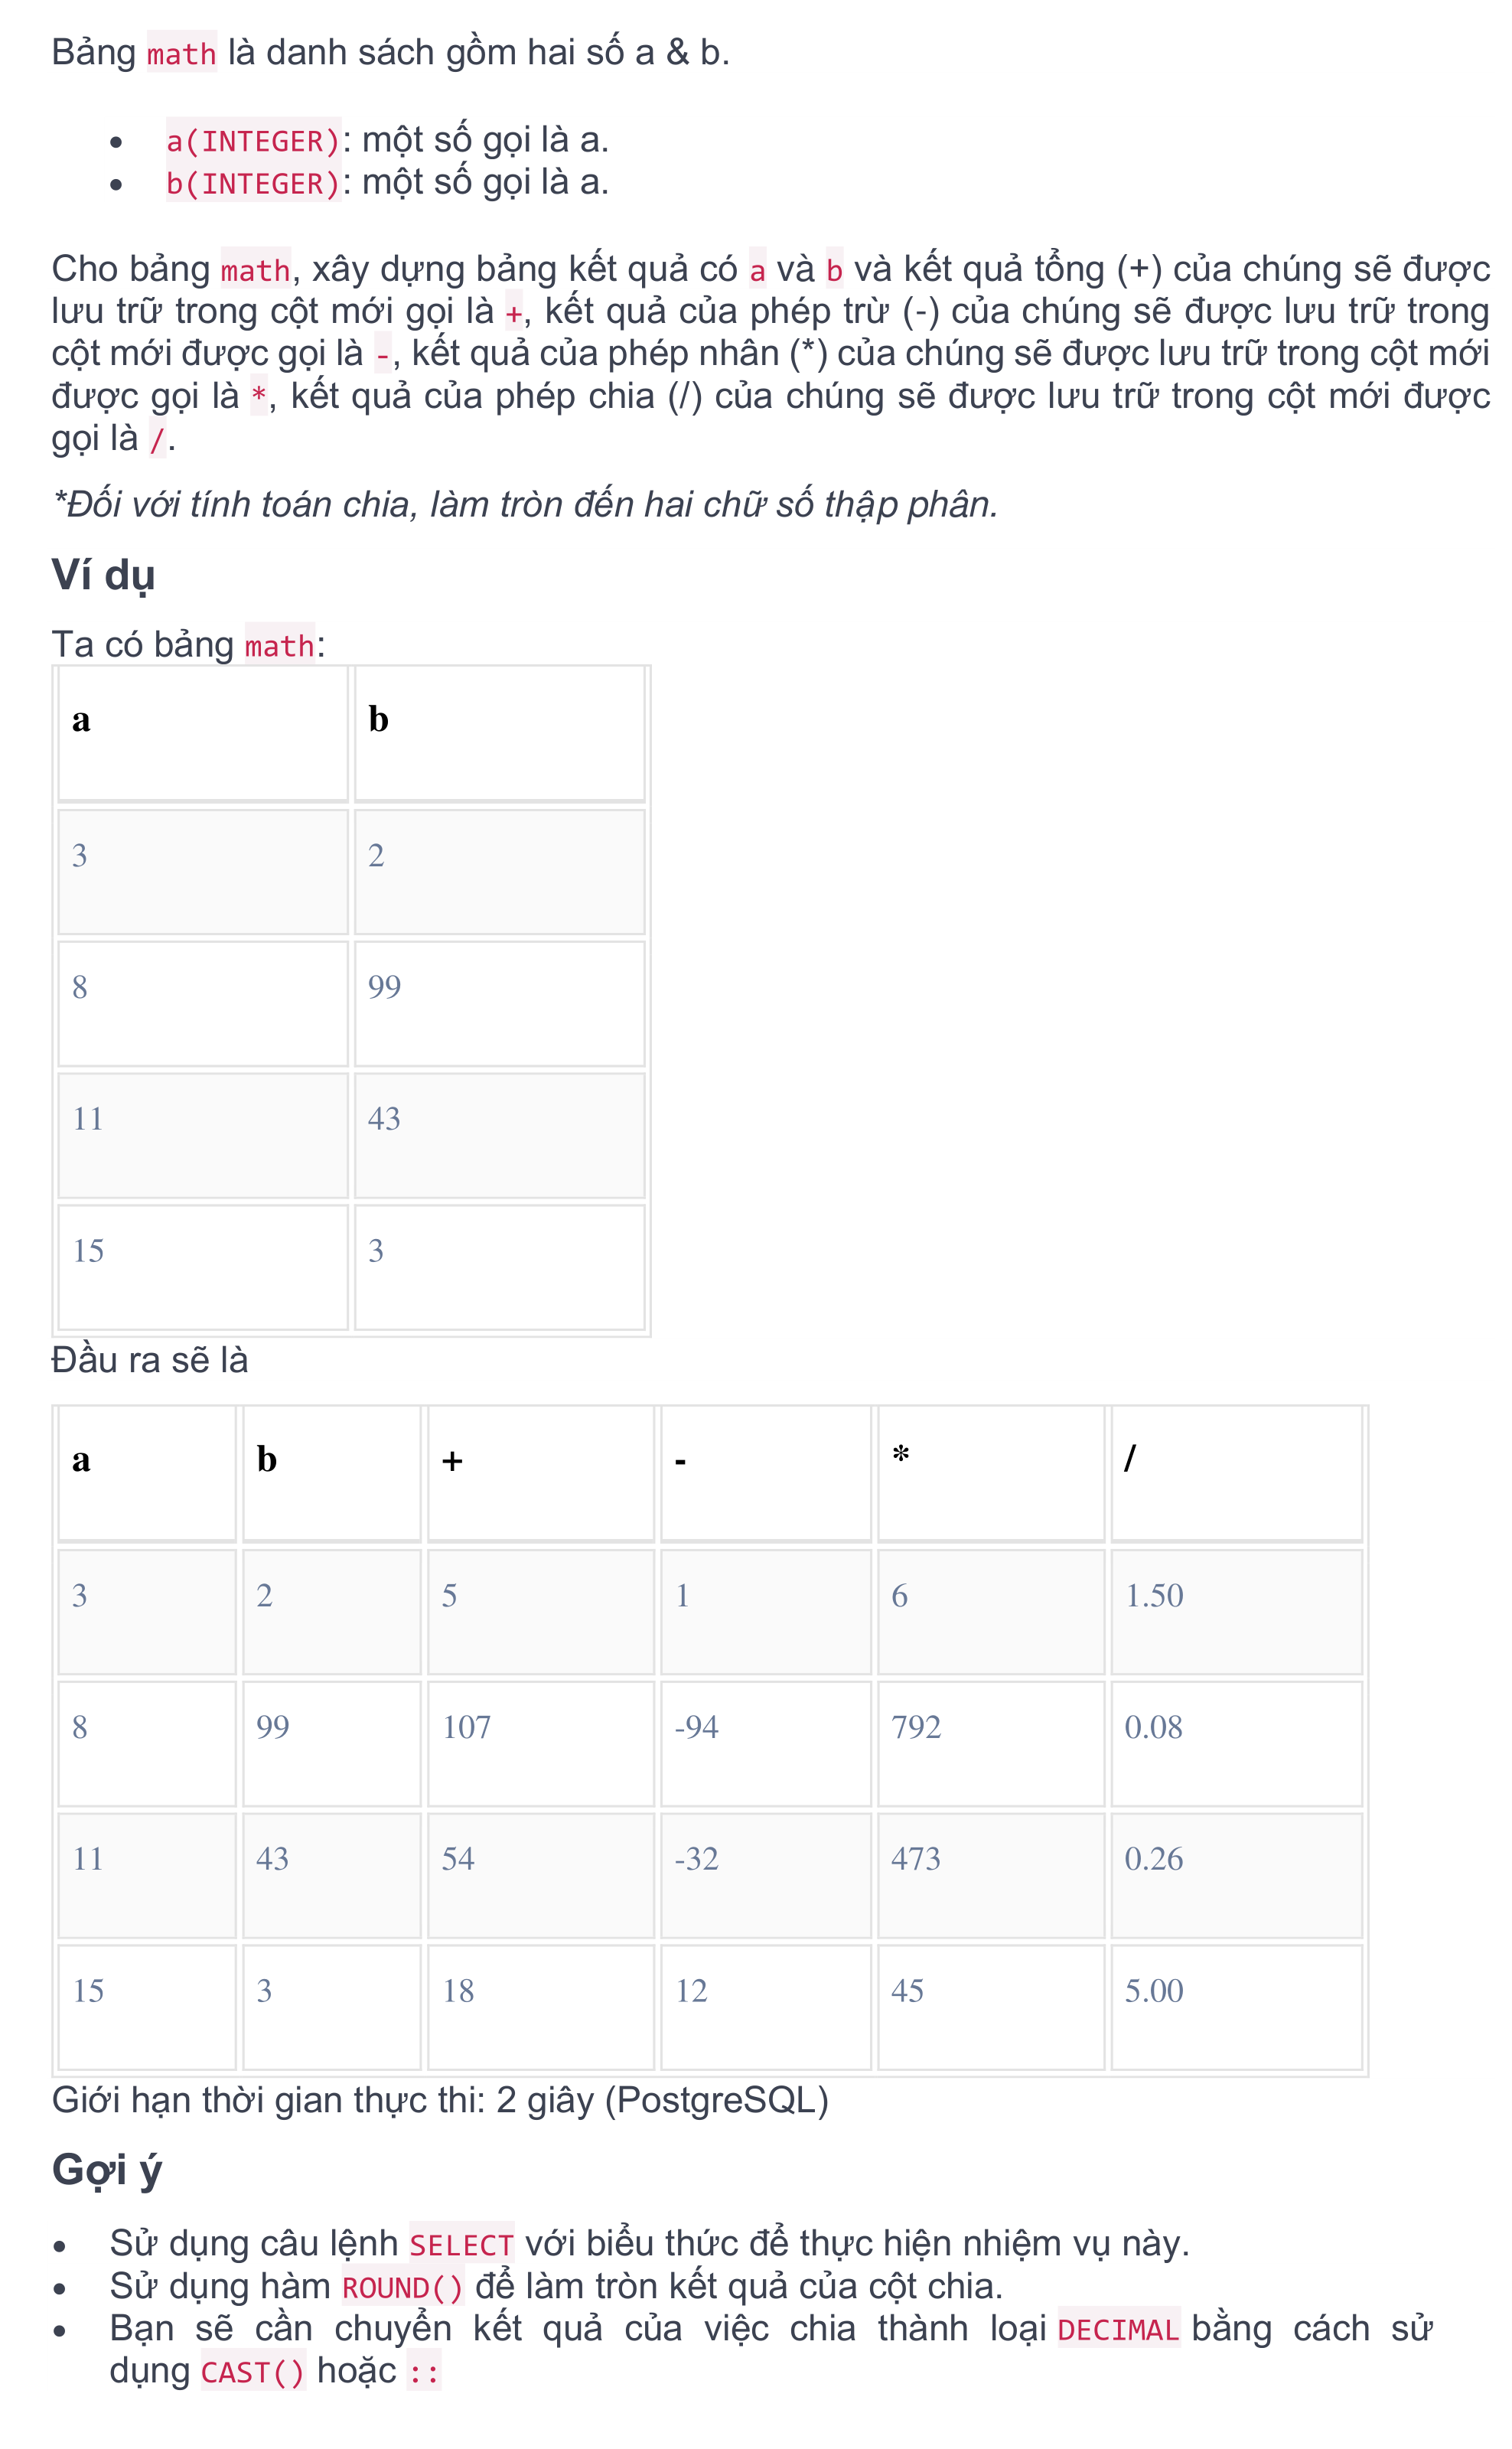 Bảng math là danh sách gồm hai số a & b.
• a(INTEGER): một số gọi là a.
• b(INTEGER): một số gọi là a.
Cho bảng math, xây dựng bảng kết quả có a và b và kết quả tổng (+) của chúng sẽ được
lưu trữ trong cột mới gọi là +, kết quả của phép trừ (-) của chúng sẽ được lưu trữ trong
cột mới được gọi là -, kết quả của phép nhân (*) của chúng sẽ được lưu trữ trong cột mới
được gọi là *, kết quả của phép chia (/) của chúng sẽ được lưu trữ trong cột mới được
gọi là /.
*Đối với tính toán chia, làm tròn đến hai chữ số thập phân.
Ví dụ
Ta có bảng math:
a b
3 2
8 99
11 43
15 3
Đầu ra sẽ là
a b + - * /
3 2 5 1 6 1.50
8 99 107 -94 792 0.08
11 43 54 -32 473 0.26
15 3 18 12 45 5.00
Giới hạn thời gian thực thi: 2 giây (PostgreSQL)
Gợi ý
• Sử dụng câu lệnh SELECT với biểu thức để thực hiện nhiệm vụ này.
• Sử dụng hàm ROUND() để làm tròn kết quả của cột chia.
• Bạn sẽ cần chuyển kết quả của việc chia thành loại DECIMAL bằng cách sử
dụng CAST() hoặc ::